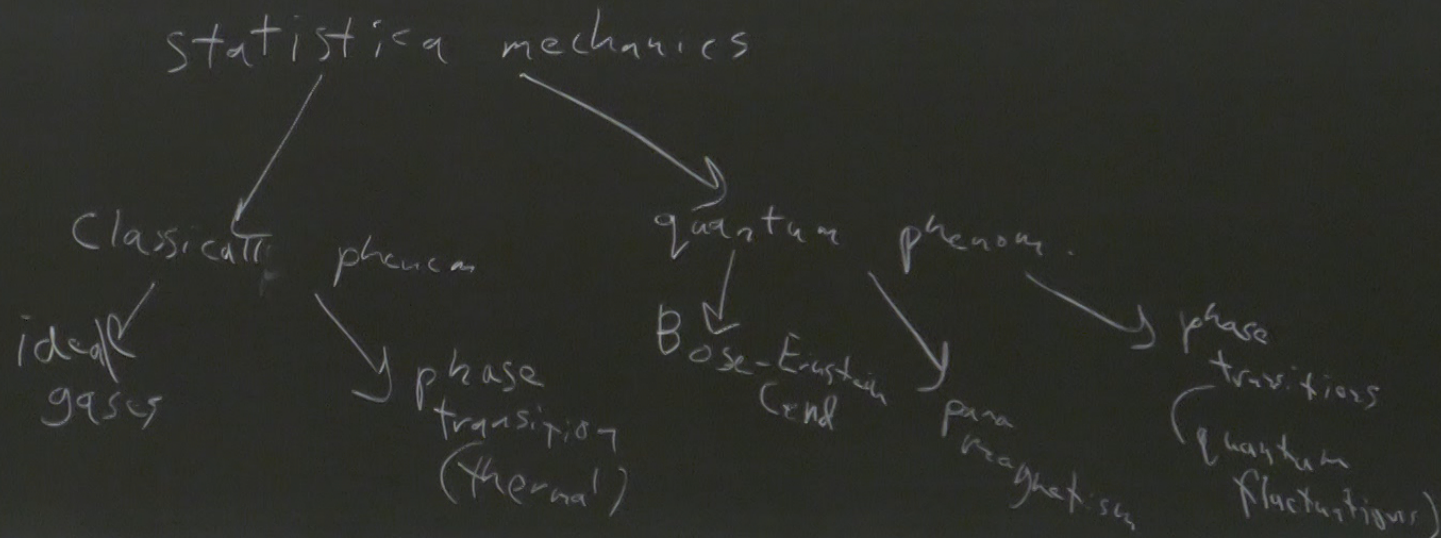 statistica mechanics
Classicall phenom
quantum phenom.
ideal
gases
phase
transition
(thermal)
Bose-Einstein
Cond
para
magnetism
phase
transitions
(quantum
fluctuations)